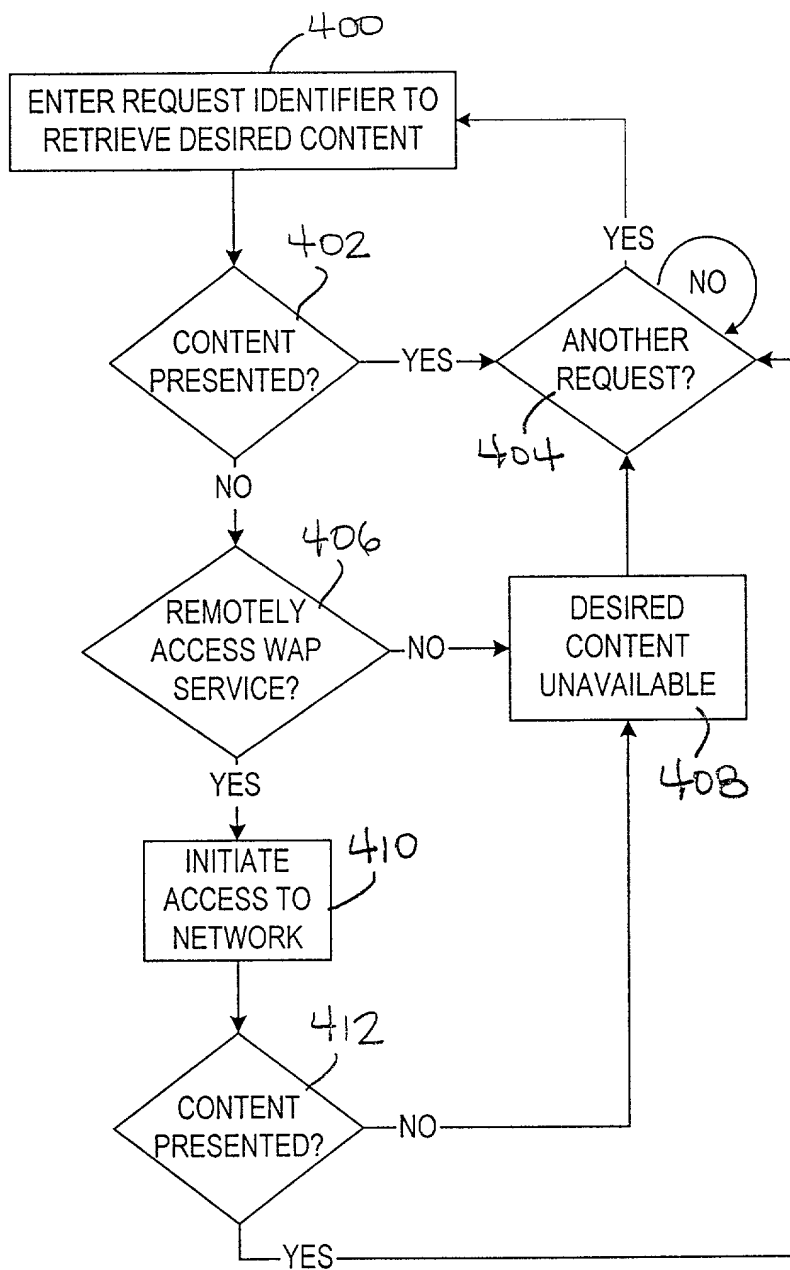 400
ENTER REQUEST IDENTIFIER TO
RETRIEVE DESIRED CONTENT
402
CONTENT
PRESENTED?
YES
YES
NO
ANOTHER
REQUEST?
404
NO
406
REMOTELY
ACCESS WAP
SERVICE?
NO
DESIRED
CONTENT
UNAVAILABLE
408
YES
INITIATE
ACCESS TO
NETWORK
410
412
CONTENT
PRESENTED?
NO
YES